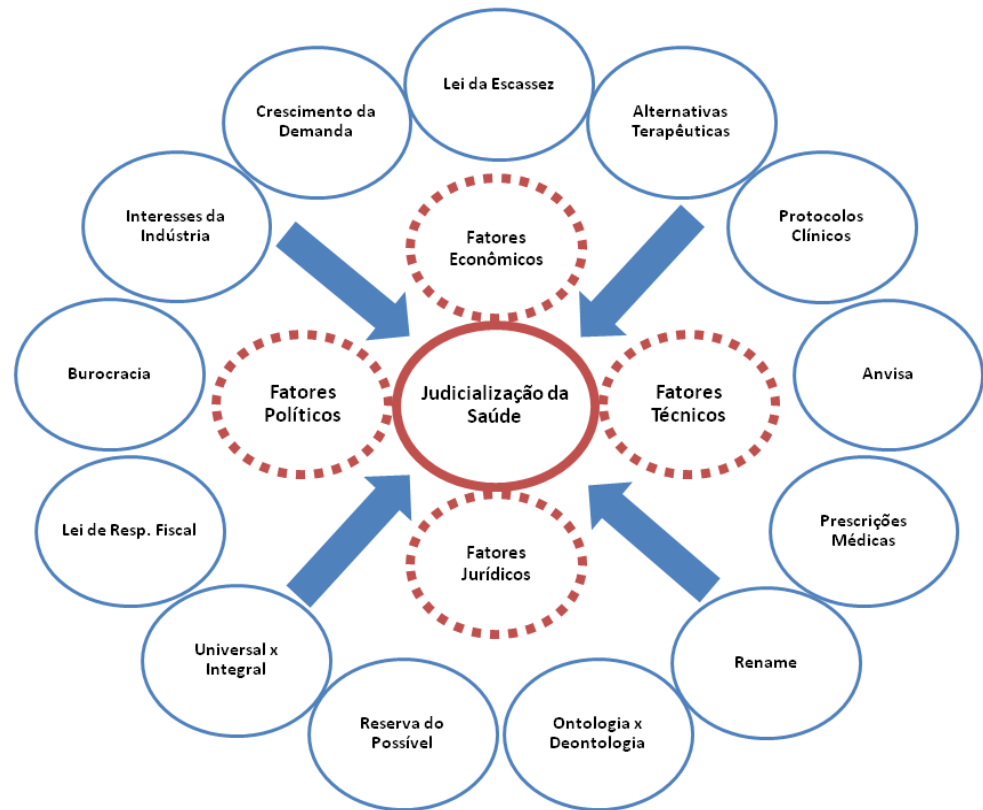 Lei da Escassez
Crescimento da
Demanda
Alternativas
Terapêuticas
Interesses da
Indústria
Protocolos
Clínicos
Fatores
Econômicos
Burocracia
Fatores
Políticos
Judicialização da
Saúde
Fatores
Técnicos
Anvisa
Lei de Resp. Fiscal
Prescrições
Médicas
Fatores
Jurídicos
Universal x
Integral
Rename
Reserva do
Possível
Ontologia x
Deontologia